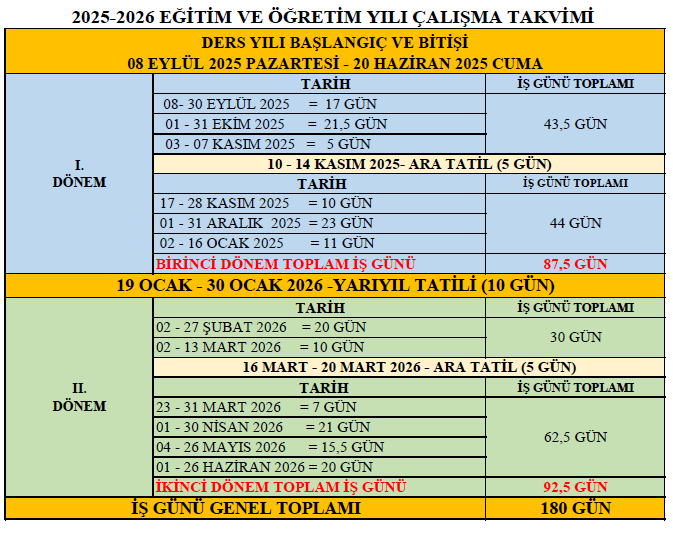 2025-2026 EĞİTİM VE ÖĞRETİM YILI ÇALIŞMA TAKVİMİ
DERS YILI BAŞLANGIÇ VE BİTİŞİ
08 EYLÜL 2025 PAZARTESİ - 20 HAZİRAN 2025 CUMA
I.
DÖNEM
TARİH İŞ GÜNÜ TOPLAMI
08- 30 EYLÜL 2025 = 17 GÜN
01 - 31 EKİM 2025 = 21,5 GÜN
03 - 07 KASIM 2025 = 5 GÜN
43,5 GÜN
10 - 14 KASIM 2025- ARA TATİL (5 GÜN)
TARİH İŞ GÜNÜ TOPLAMI
17 - 28 KASIM 2025 = 10 GÜN
01 - 31 ARALIK 2025 = 23 GÜN
02 - 16 OCAK 2025 = 11 GÜN
44 GÜN
BİRİNCİ DÖNEM TOPLAM İŞ GÜNÜ 87,5 GÜN
19 OCAK - 30 OCAK 2026 -YARIYIL TATİLİ (10 GÜN)
II.
DÖNEM
TARİH İŞ GÜNÜ TOPLAMI
02 - 27 ŞUBAT 2026 = 20 GÜN
02 - 13 MART 2026 = 10 GÜN
30 GÜN
16 MART - 20 MART 2026 - ARA TATİL (5 GÜN)
TARİH İŞ GÜNÜ TOPLAMI
23 - 31 MART 2026 = 7 GÜN
01 - 30 NİSAN 2026 = 21 GÜN
04 - 26 MAYIS 2026 = 15,5 GÜN
01 - 26 HAZİRAN 2026 = 20 GÜN
62,5 GÜN
İKİNCİ DÖNEM TOPLAM İŞ GÜNÜ 92,5 GÜN
İŞ GÜNÜ GENEL TOPLAMI 180 GÜN